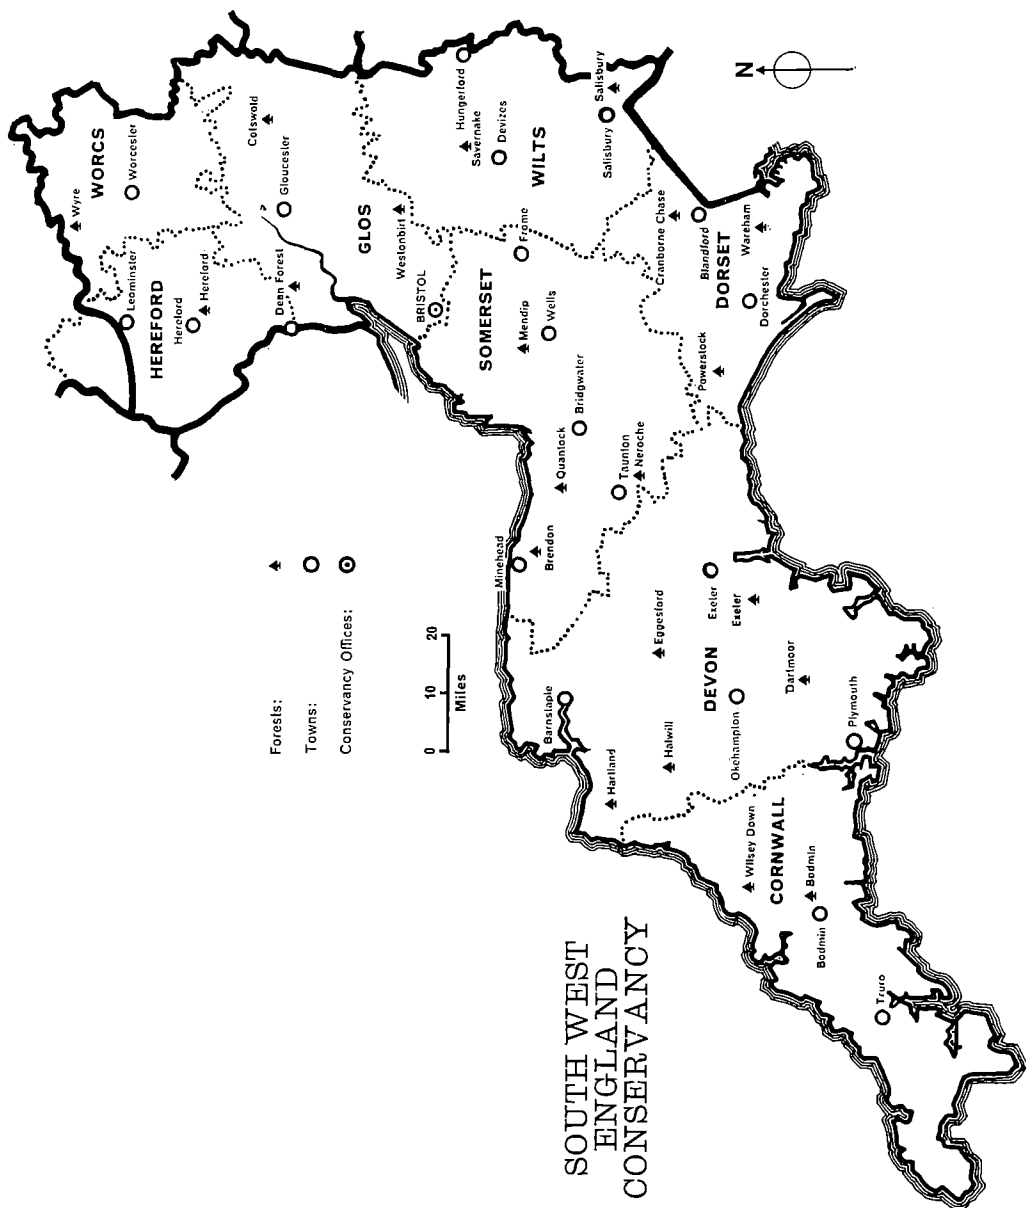 SOUTH WEST
ENGLAND
CONSERVANCY
Forests:
Towns:
Conservancy Offices:
0 10 20
Miles
N
WORCS
Wyre
Worcester
HEREFORD
Leominster
Hereford
Hereford
Dean Forest
GLOS
Cotswold
Gloucester
Westonbirt
BRISTOL
WILTS
Hungerford
Savernake
Devizes
Salisbury
Salisbury
SOMERSET
Frome
Mendip
Wells
Bridgwater
Quantock
Taunton
Neroche
Minehead
Brendon
DORSET
Cranborne Chase
Blandford
Wareham
Dorchester
Powerstock
DEVON
Barnstaple
Eggesford
Exeter
Exeter
Hartland
Halwill
Okehampton
Dartmoor
Plymouth
CORNWALL
Wilsey Down
Bodmin
Bodmin
Truro